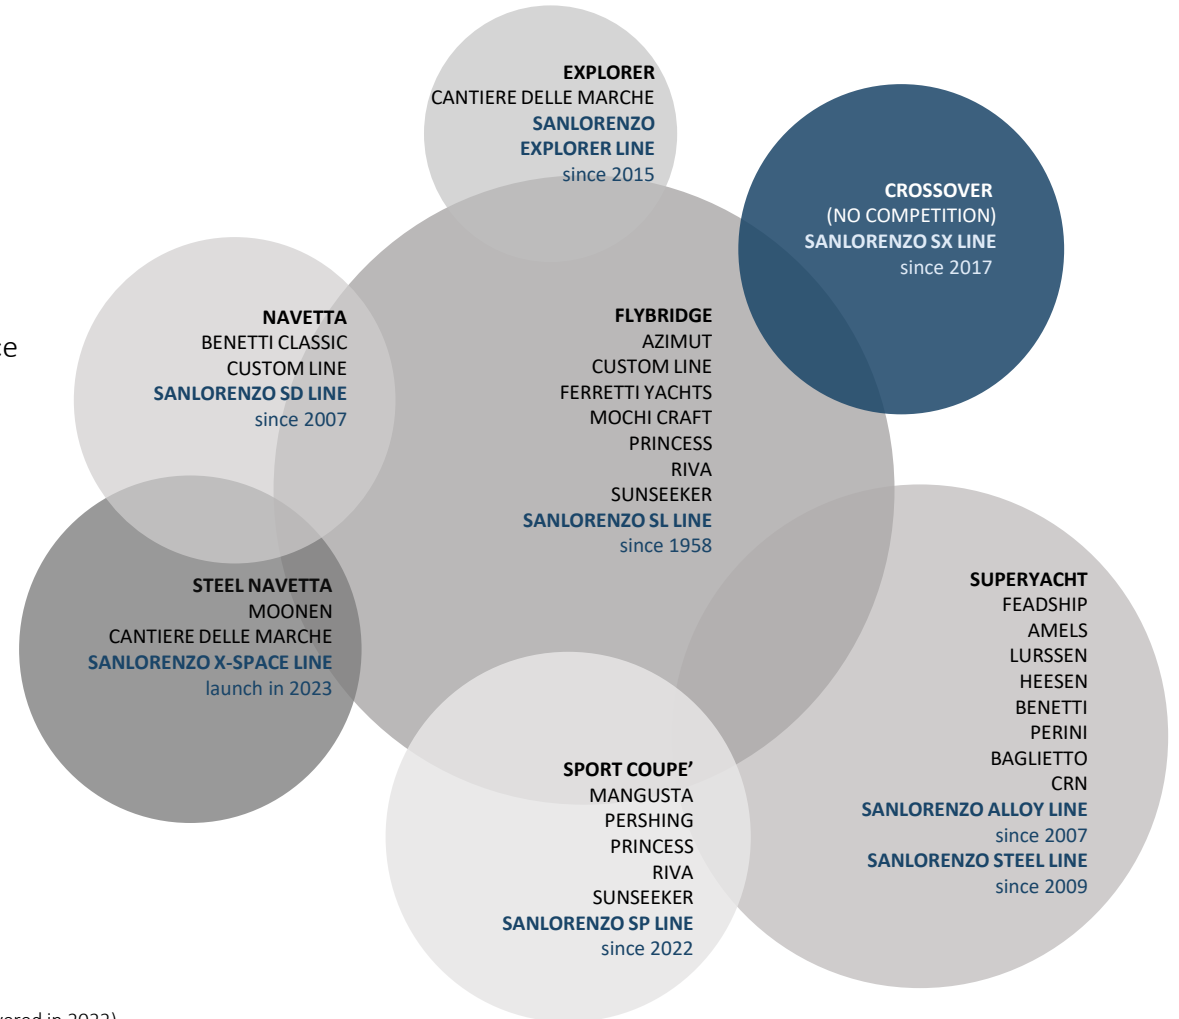 EXPLORER
CANTIERE DELLE MARCHE
SANLORENZO
EXPLORER LINE
since 2015
CROSSOVER
(NO COMPETITION)
SANLORENZO SX LINE
since 2017
NAVETTA
BENETTI CLASSIC
CUSTOM LINE
SANLORENZO SD LINE
since 2007
FLYBRIDGE
AZIMUT
CUSTOM LINE
FERRETTI YACHTS
MOCHI CRAFT
PRINCESS
RIVA
SUNSEEKER
SANLORENZO SL LINE
since 1958
STEEL NAVETTA
MOONEN
CANTIERE DELLE MARCHE
SANLORENZO X-SPACE LINE
launch in 2023
SUPERYACHT
FEADSHIP
AMELS
LURSSEN
HEESEN
BENETTI
PERINI
BAGLIETTO
CRN
SANLORENZO ALLOY LINE
since 2007
SANLORENZO STEEL LINE
since 2009
SPORT COUPE’
MANGUSTA
PERSHING
PRINCESS
RIVA
SUNSEEKER
SANLORENZO SP LINE
since 2022